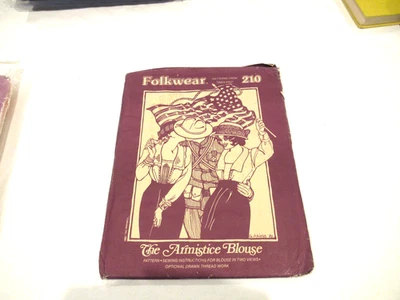 Folkwear 210
The Armistice Blouse
PATTERN • SEWING INSTRUCTIONS FOR BLOUSE IN TWO VIEWS •
OPTIONAL DRAWN THREAD WORK